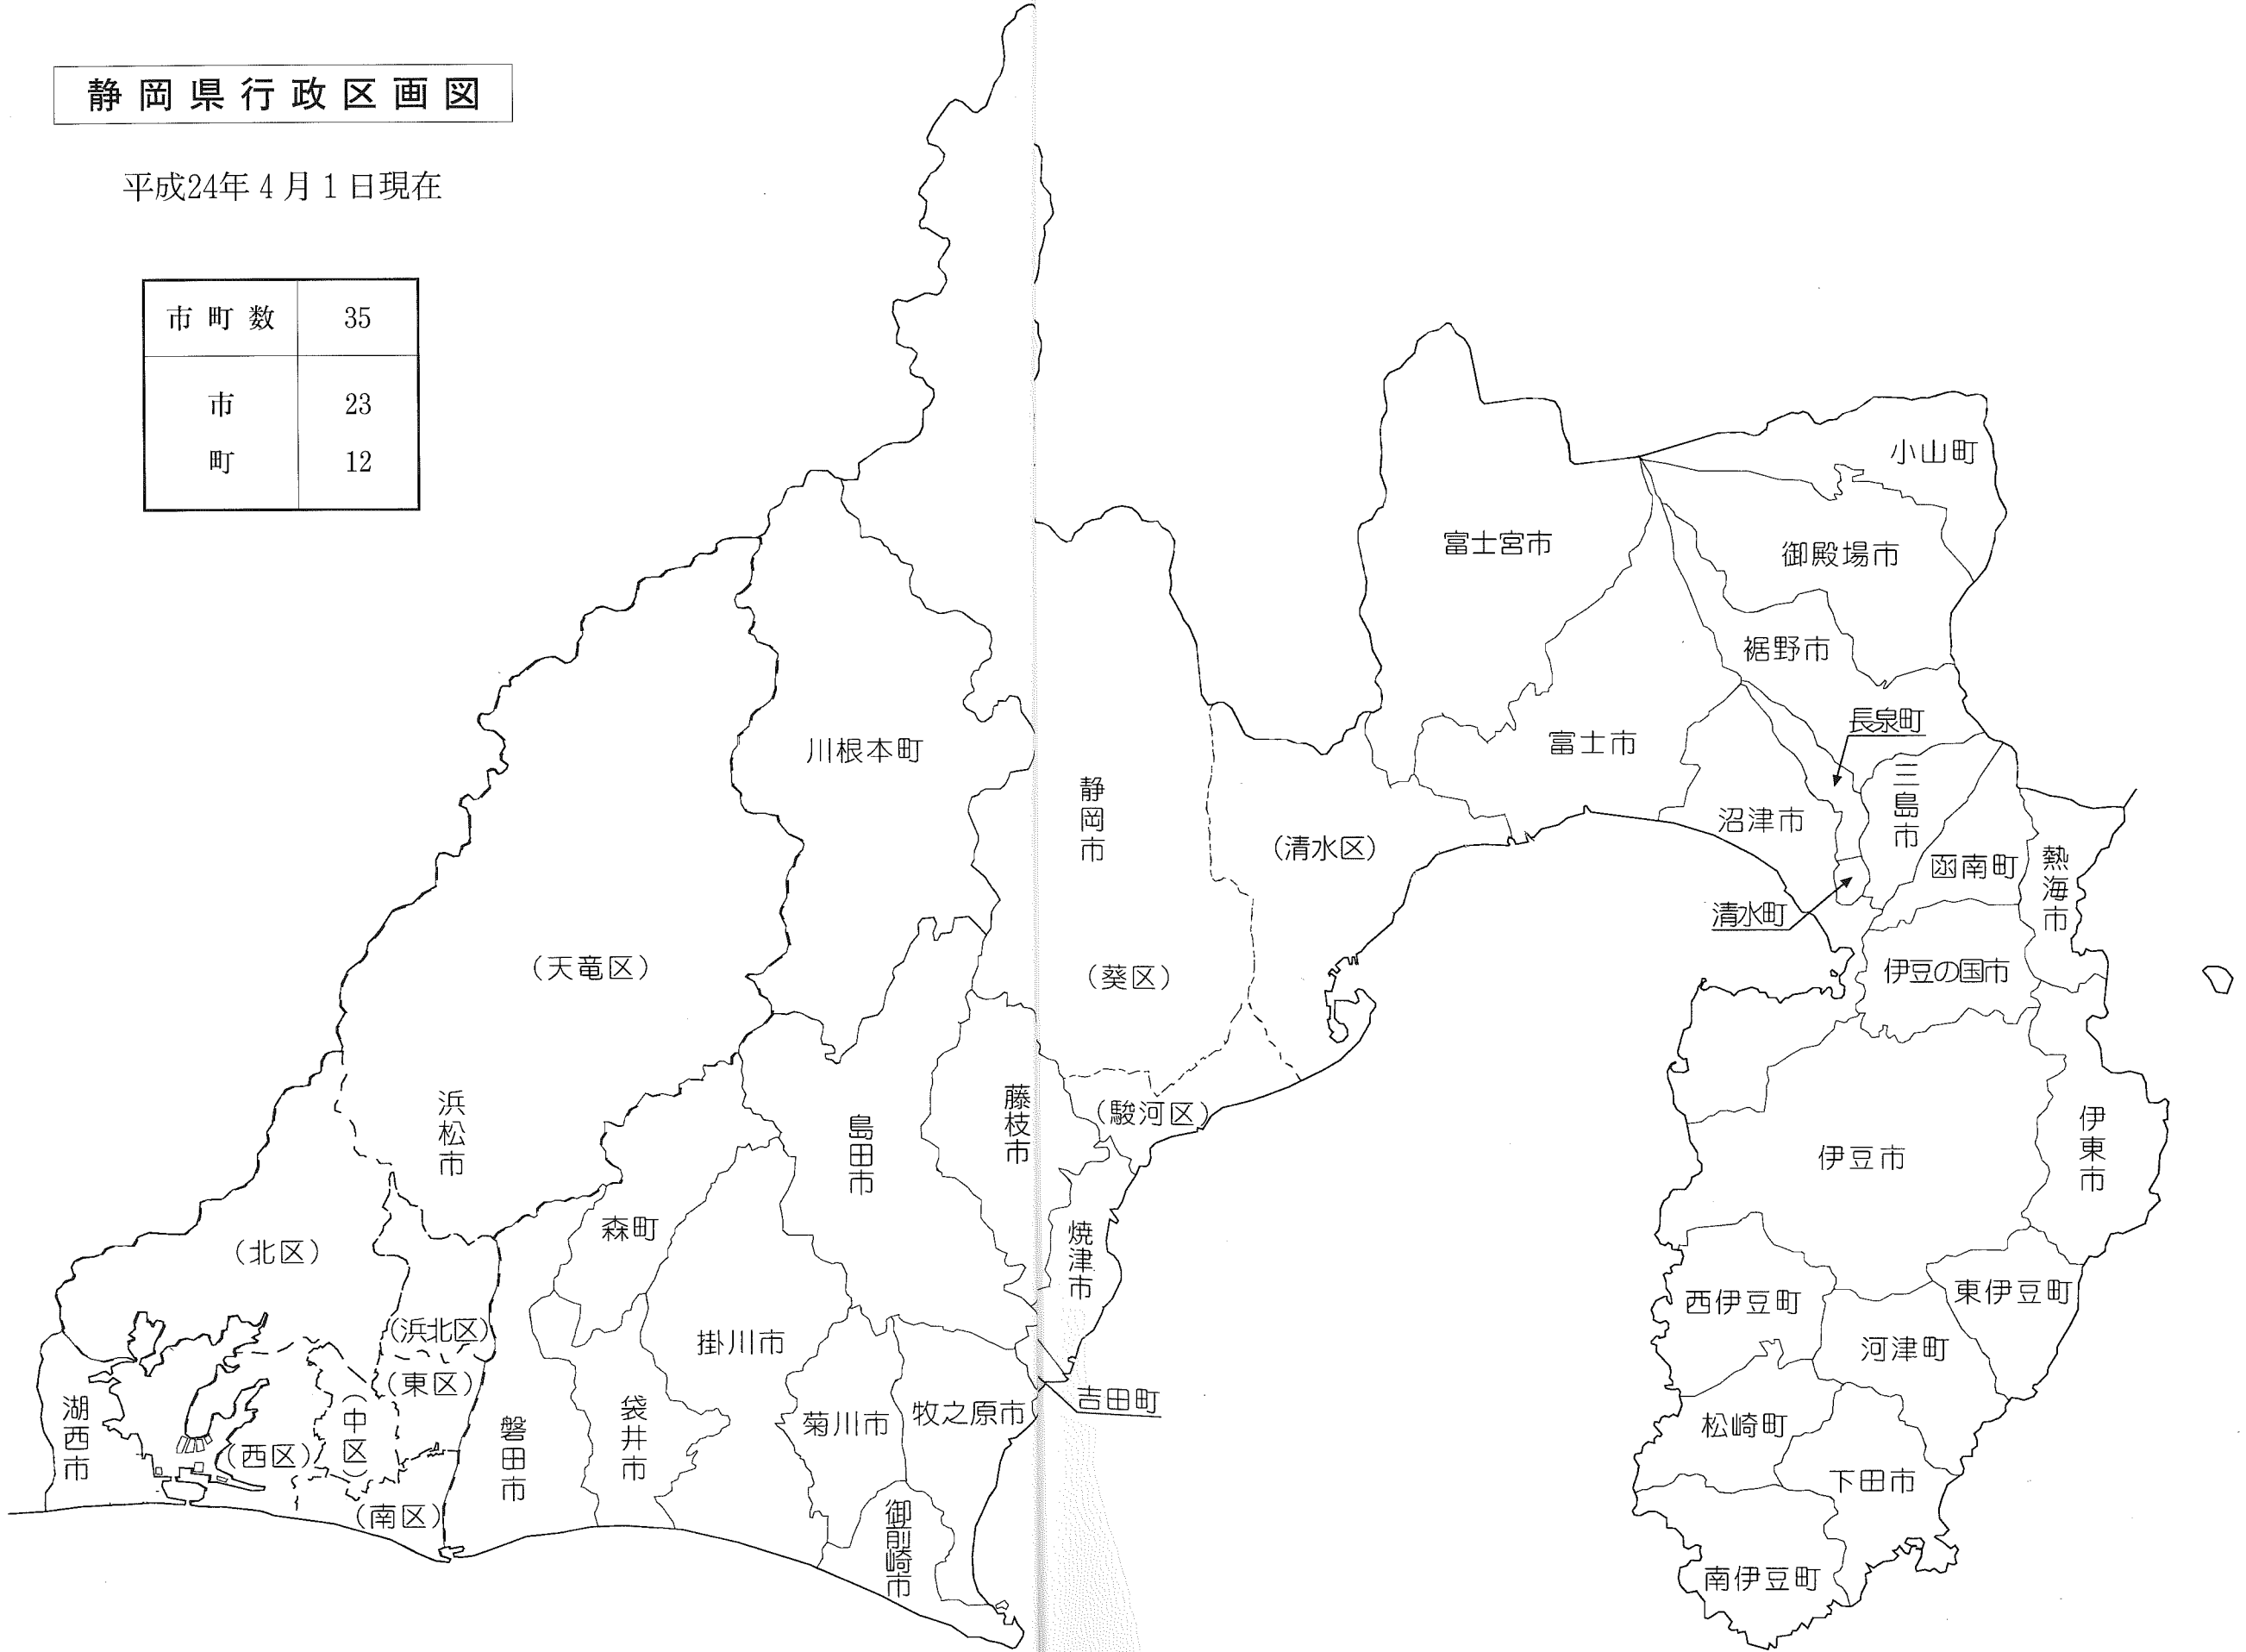 静岡県行政区画図
平成24年4月1日現在
市町数 35
市 23
町 12
小山町
富士宮市
御殿場市
裾野市
長泉町
富士市
川根本町
三島市
静岡市
沼津市
(清水区)
函南町
熱海市
清水町
(天竜区)
(葵区)
伊豆の国市
浜松市
藤枝市
(駿河区)
島田市
伊豆市
伊東市
森町
焼津市
(北区)
西伊豆町
東伊豆町
(浜北区)
掛川市
河津町
(東区)
湖西市
(中区)
(西区)
磐田市
袋井市
菊川市
牧之原市
吉田町
松崎町
下田市
(南区)
御前崎市
南伊豆町